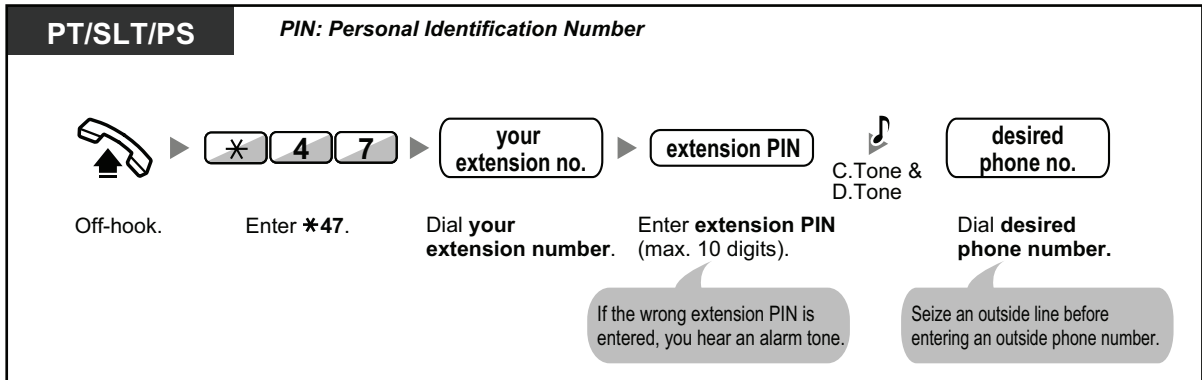 PT/SLT/PS
PIN: Personal Identification Number
* 4 7
your
extension no.
extension PIN
C.Tone &
D.Tone
desired
phone no.
Off-hook.
Enter *47.
Dial your
extension number.
Enter extension PIN
(max. 10 digits).
Dial desired
phone number.
If the wrong extension PIN is
entered, you hear an alarm tone.
Seize an outside line before
entering an outside phone number.